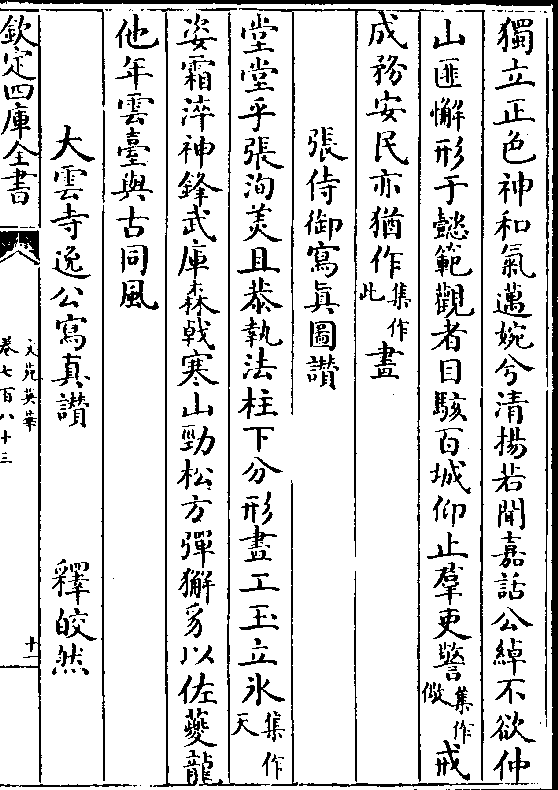 獨立正色神和氣邁婉兮清揚若聞嘉話公綽不欲仲
山匪懈形于懿範觀者目駭百城仰止羣吏警集作儆戒
成務安民亦猶作集作此畫
張侍御寫眞圖讃
堂堂乎張洵美且恭執法柱下分形畫工玉立氷集作天
姿霜淬神鋒武庫森戟寒山勁松方彈獬豸以佐夔龍
他年雲臺與古同風
大雲寺逸公寫真讃 釋皎然
欽定四庫全書
文苑英華
卷七百八十三
十一